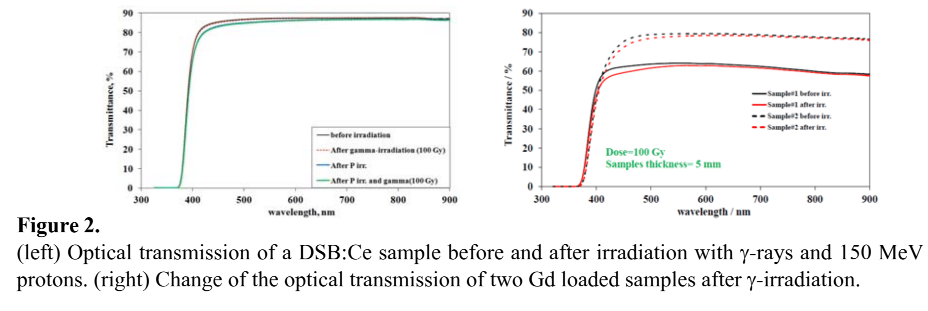 90
80
70
60
50
40
30
20
10
0
Transmittance, %
before irradiation
After gamma-irradiation (100 Gy)
After P irr.
After P irr. and gamma(100 Gy)
300 400 500 600 700 800 900
wavelength, nm
90
80
70
60
50
40
30
20
10
0
Transmittance / %
Sample#1 before irr.
Sample#1 after irr.
Sample#2 before irr.
Sample#2 after irr.
Dose=100 Gy
Samples thickness= 5 mm
300 400 500 600 700 800 900
wavelength / nm
Figure 2.
(left) Optical transmission of a DSB:Ce sample before and after irradiation with γ-rays and 150 MeV
protons. (right) Change of the optical transmission of two Gd loaded samples after γ-irradiation.